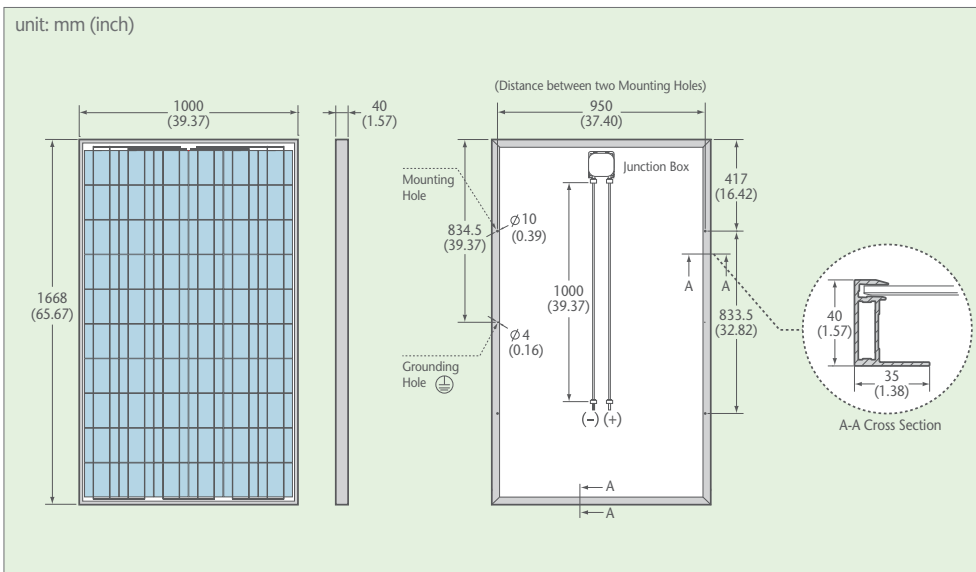 unit: mm (inch)
1000
(39.37)
40
(1.57)
1668
(65.67)
(Distance between two Mounting Holes)
950
(37.40)
Junction Box
Mounting
Hole
834.5
(39.37)
Ø10
(0.39)
417
(16.42)
A
A
1000
(39.37)
833.5
(32.82)
Ø4
(0.16)
Grounding
Hole
(-) (+)
A
A
40
(1.57)
35
(1.38)
A-A Cross Section